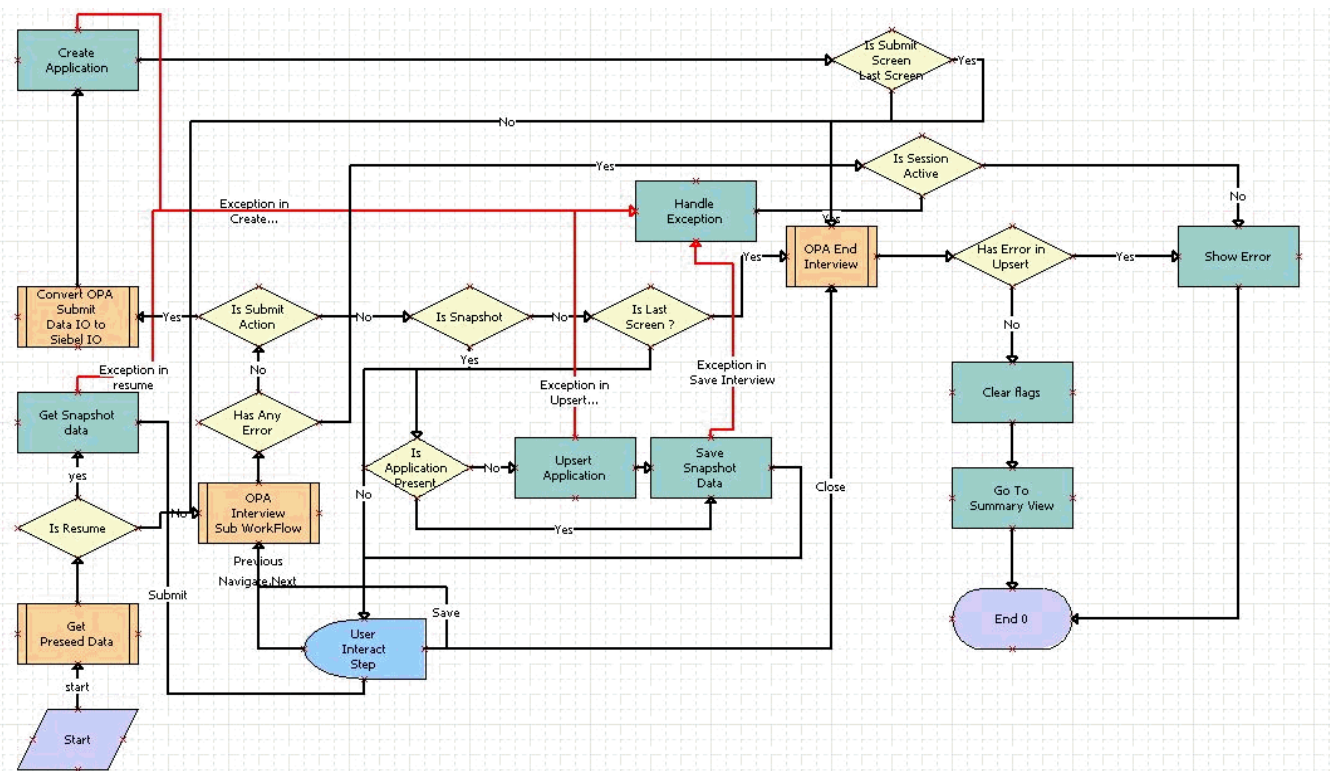 Create
Application
Is Submit
Screen
Last Screen
Yes
No
Yes
Is Session
Active
No
Exception in
Create...
Handle
Exception
Yes
Yes
OPA End
Interview
Has Error in
Upsert
Yes
Show Error
Convert OPA
Submit
Data IO to
Siebel IO
Yes
Is Submit
Action
No
Is Snapshot
No
Is Last
Screen ?
No
Exception in
resume
No
Yes
Exception in
Upsert...
Exception in
Save Interview
Clear flags
Get Snapshot
data
Has Any
Error
Is
Application
Present
No
Upsert
Application
Save
Snapshot
Data
yes
No
Close
Go To
Summary View
Is Resume
No
OPA
Interview
Sub WorkFlow
Yes
Previous
Navigate,Next
Submit
Save
Get
Preseed Data
User
Interact
Step
End 0
start
Start